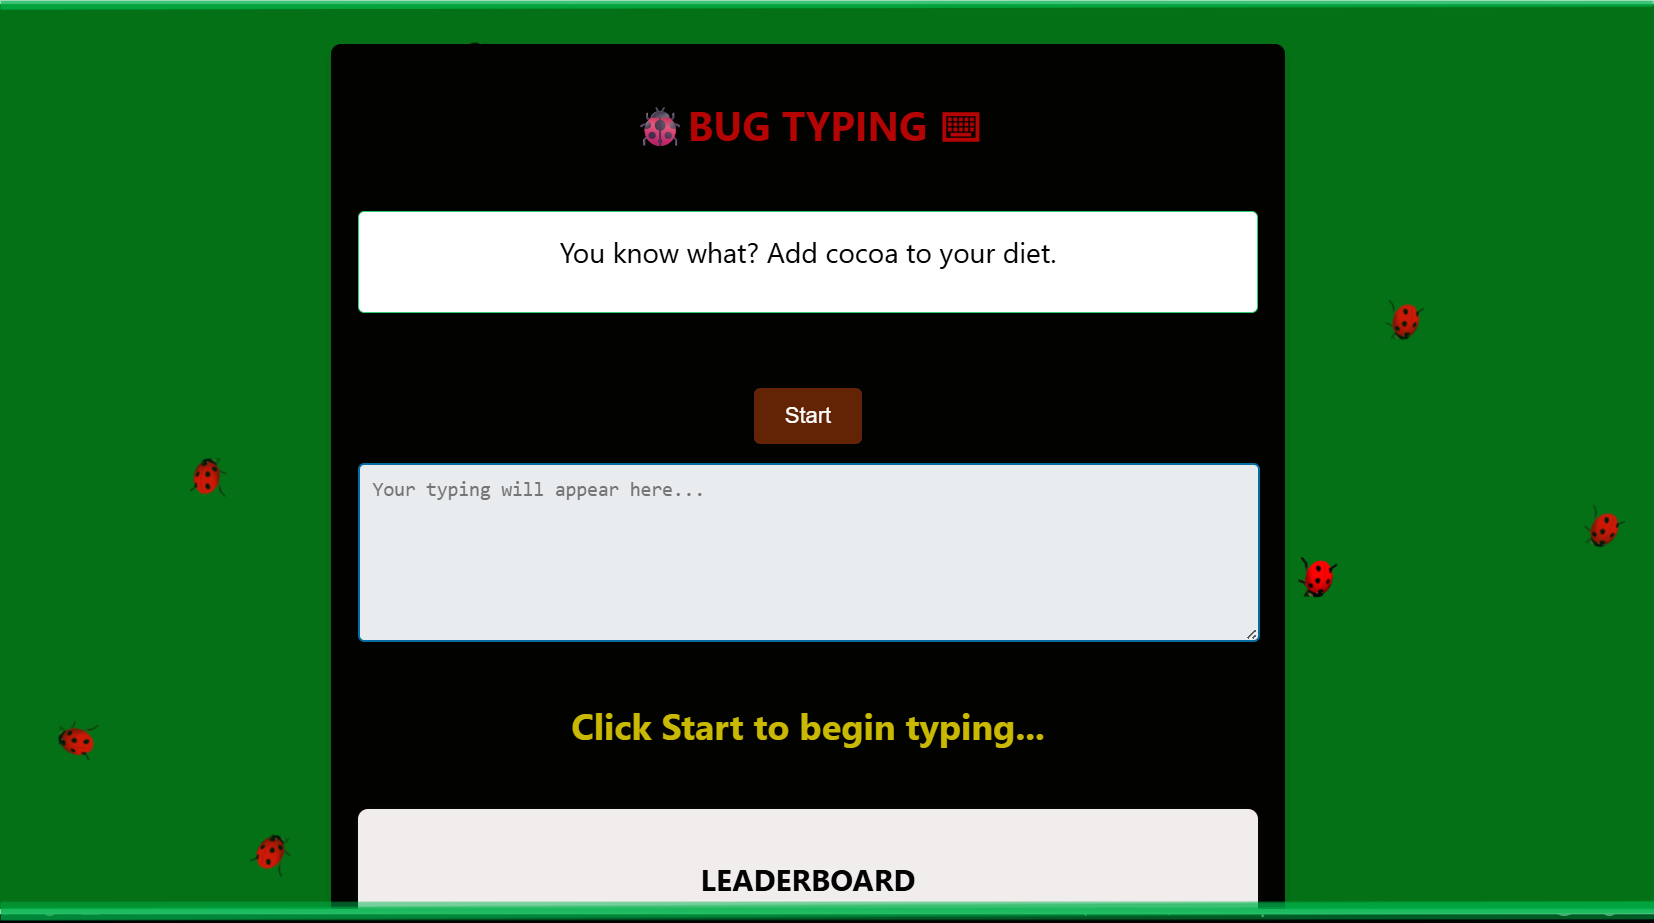 BUG TYPING
You know what? Add cocoa to your diet.
Start
Your typing will appear here...
Click Start to begin typing...
LEADERBOARD